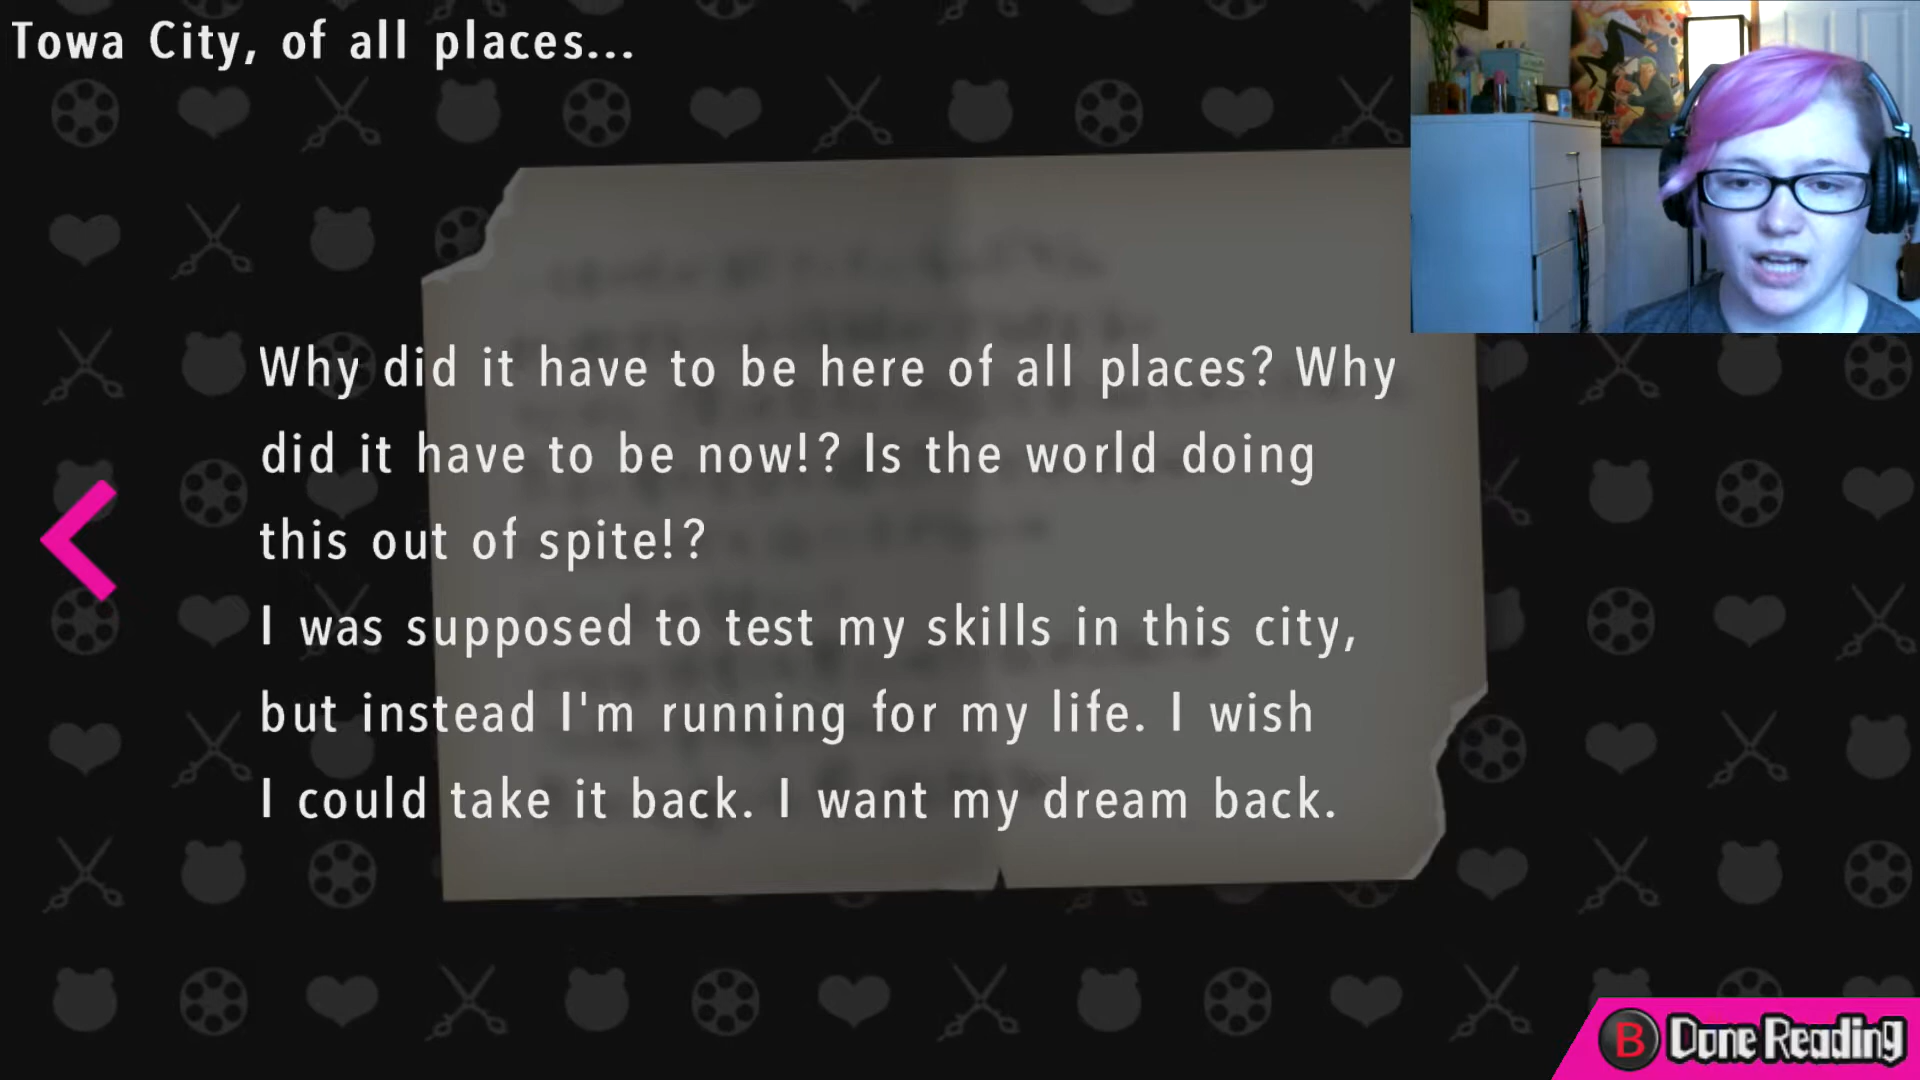 Towa City, of all places...
Why did it have to be here of all places? Why
did it have to be now!? Is the world doing
this out of spite!?
I was supposed to test my skills in this city,
but instead I'm running for my life. I wish
I could take it back. I want my dream back.
B Done Reading